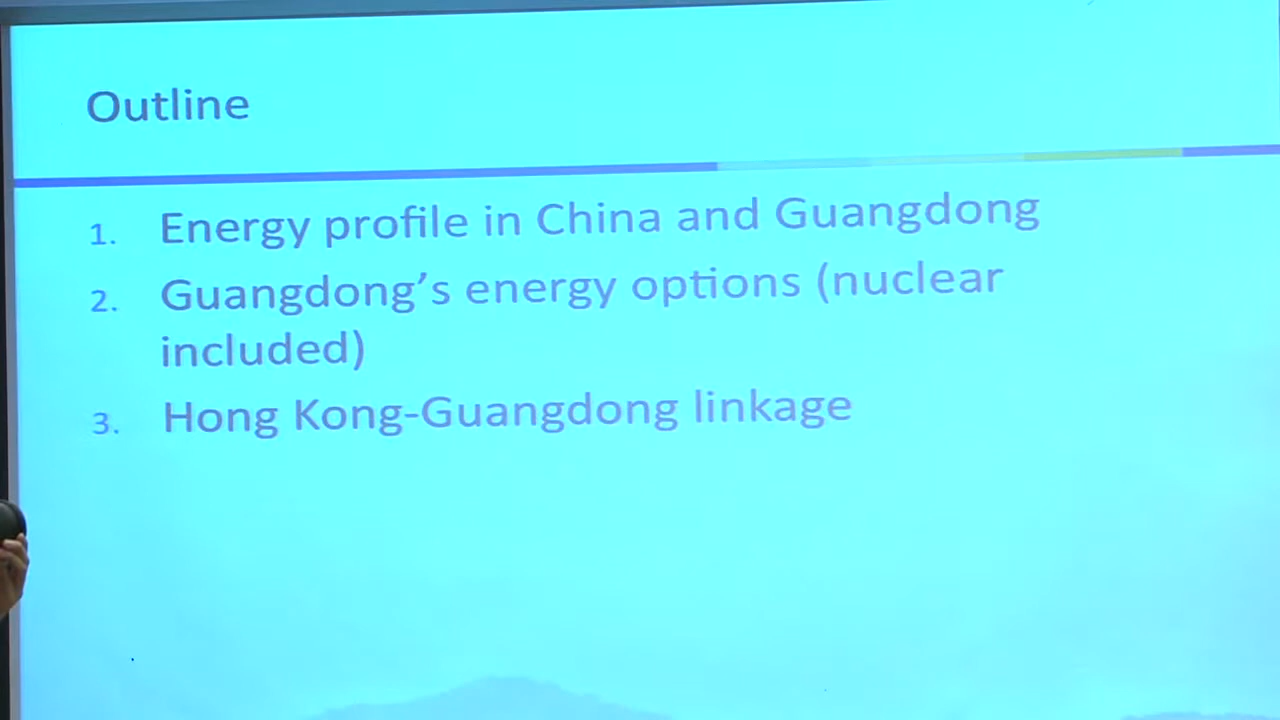 Outline
1. Energy profile in China and Guangdong
2. Guangdong’s energy options (nuclear
included)
3. Hong Kong-Guangdong linkage